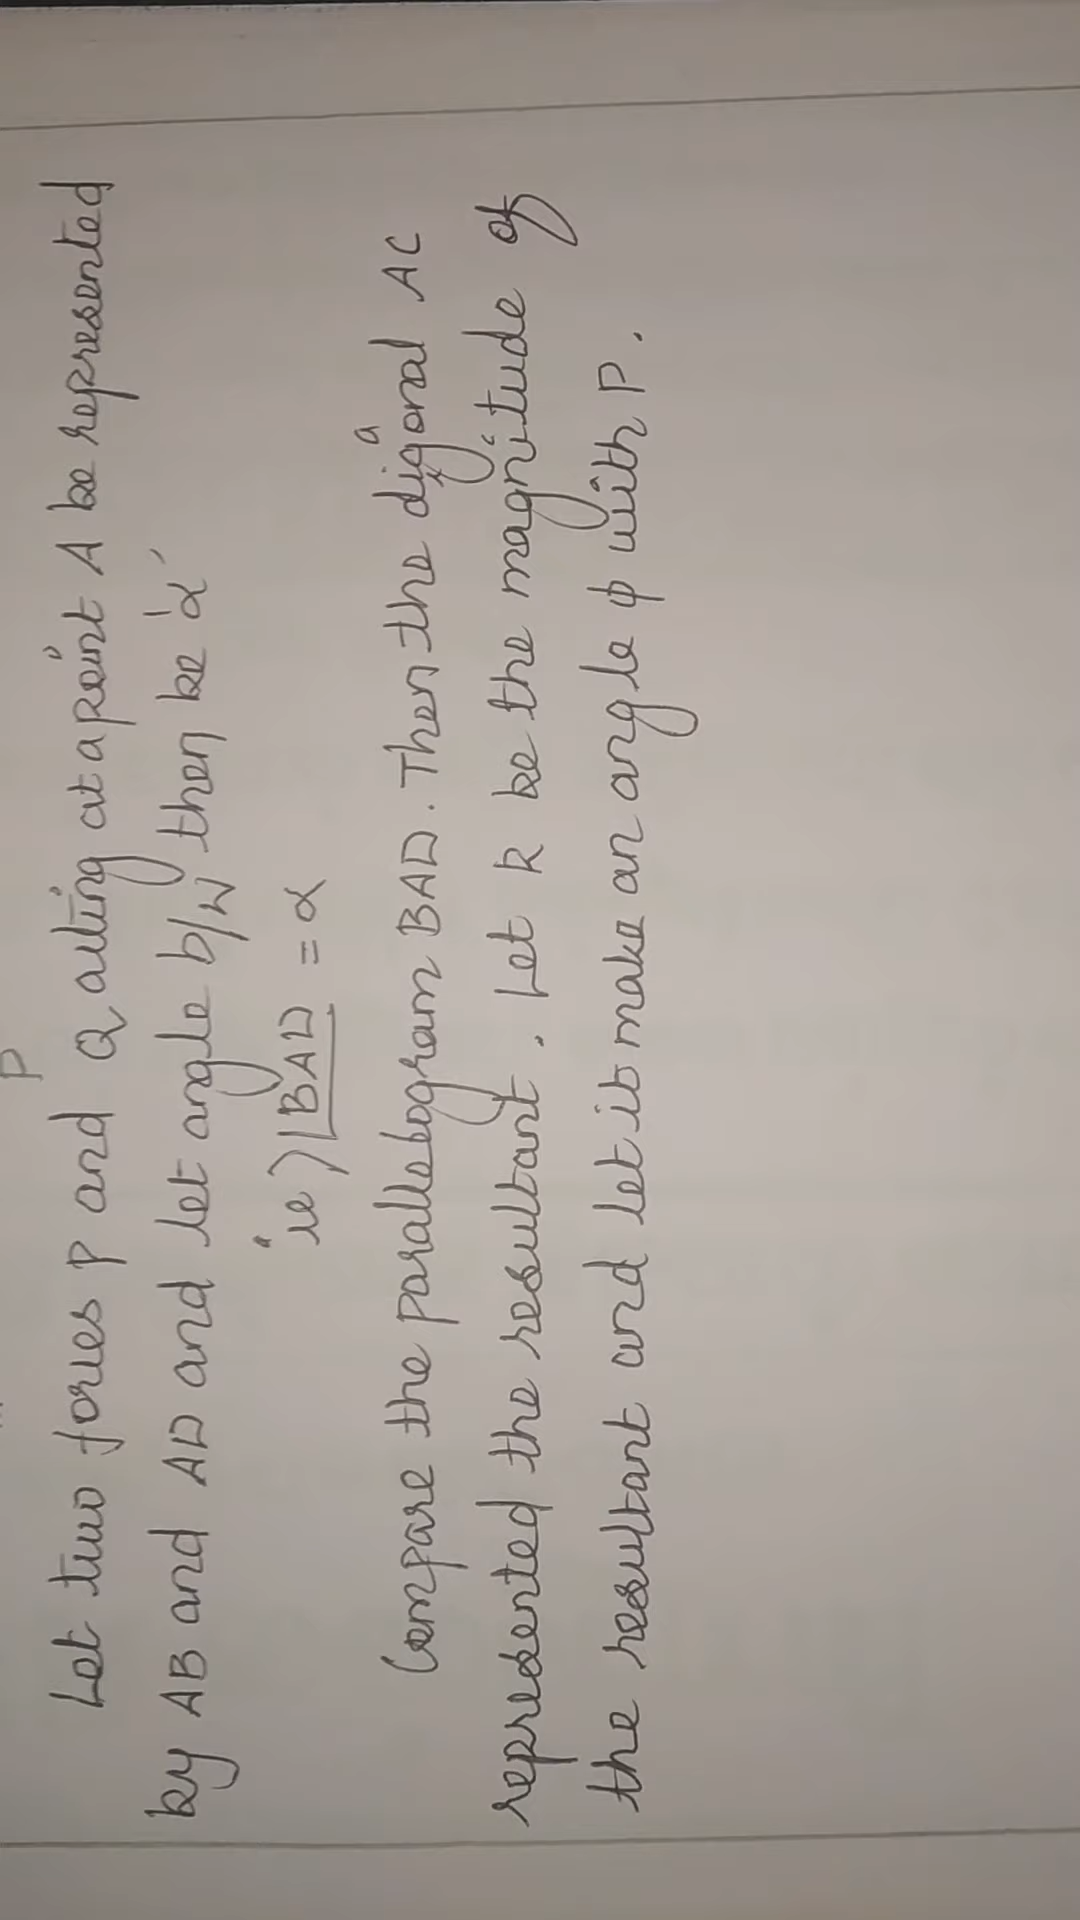 P
Let two forces P and Q acting at a point A be represented
by AB and AD and let angle b/w then be 'α'
ie) ∠BAD = α
Compare the parallebogram BAD. Then the digonal AC
a
represented the resultant. Let R be the magnitude of
the resultant and let it make an angle φ with P.